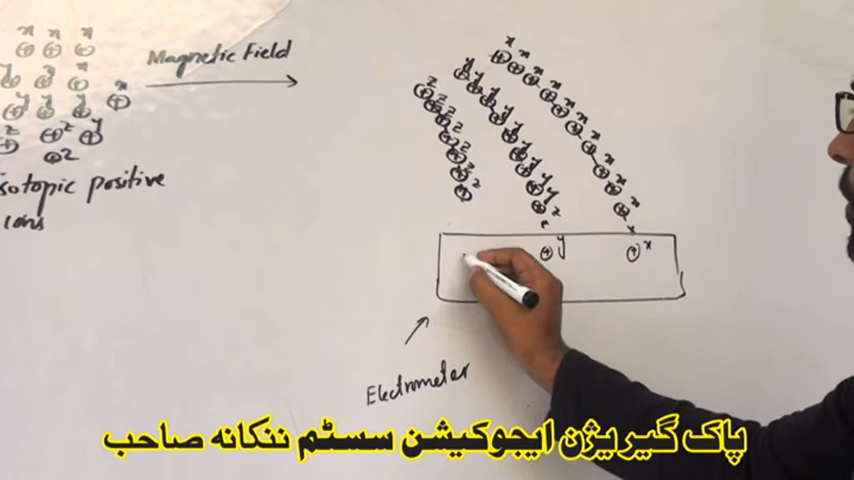 x x x
y z x
y y y x
z z y
z
Magnetic Field
isotopic positive
ions
x x x x x x x x x
y y y y y y y y z
z z z z z z z z
y x
Electrometer
پاک گیریژن ایجوکیشن سسٹم ننکانہ صاحب